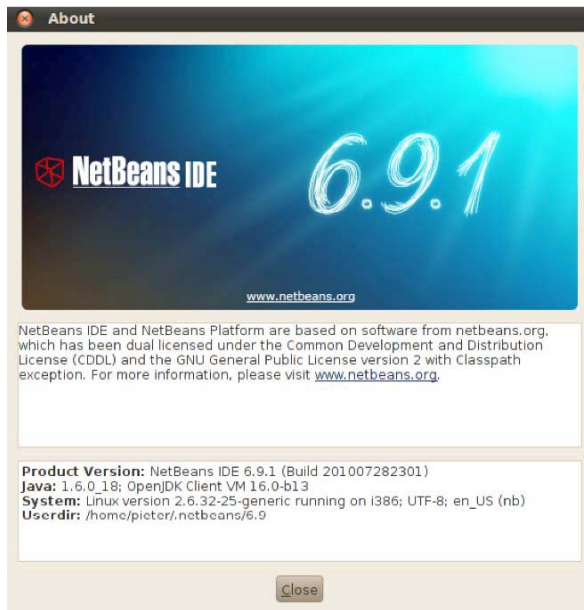 About
NetBeans IDE
6.9.1
www.netbeans.org
NetBeans IDE and NetBeans Platform are based on software from netbeans.org,
which has been dual licensed under the Common Development and Distribution
License (CDDL) and the GNU General Public License version 2 with Classpath
exception. For more information, please visit www.netbeans.org.
Product Version: NetBeans IDE 6.9.1 (Build 201007282301)
Java: 1.6.0_18; OpenJDK Client VM 16.0-b13
System: Linux version 2.6.32-25-generic running on i386; UTF-8; en_US (nb)
Userdir: /home/pieter/.netbeans/6.9
Close